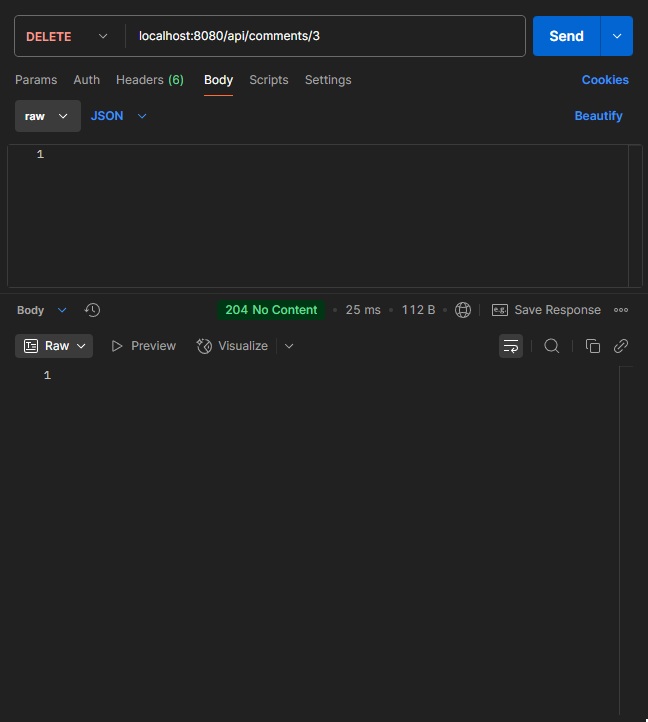 DELETE localhost:8080/api/comments/3 Send
Params Auth Headers (6) Body Scripts Settings Cookies
raw JSON Beautify
1
Body 204 No Content 25 ms 112 B e.g. Save Response
Raw Preview Visualize
1